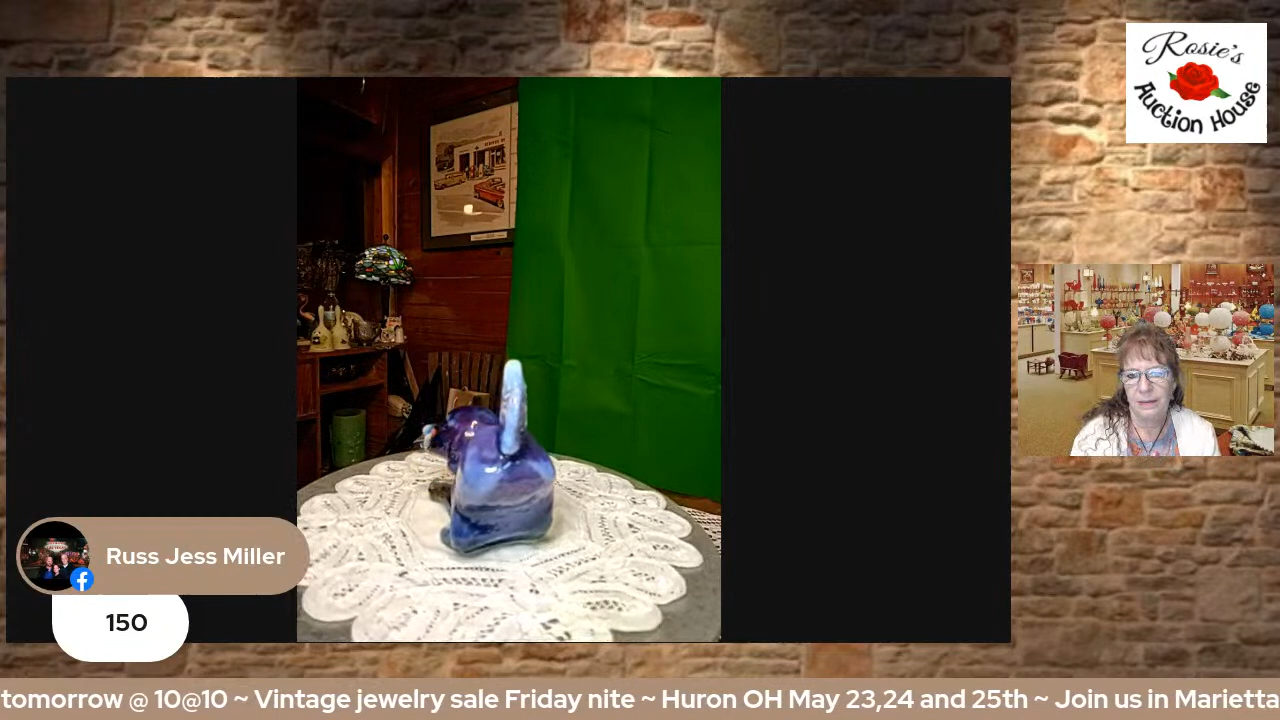 Rosie's
Auction House
Russ Jess Miller
150
tomorrow @ 10@10 ~ Vintage jewelry sale Friday nite ~ Huron OH May 23,24 and 25th ~ Join us in Marietta